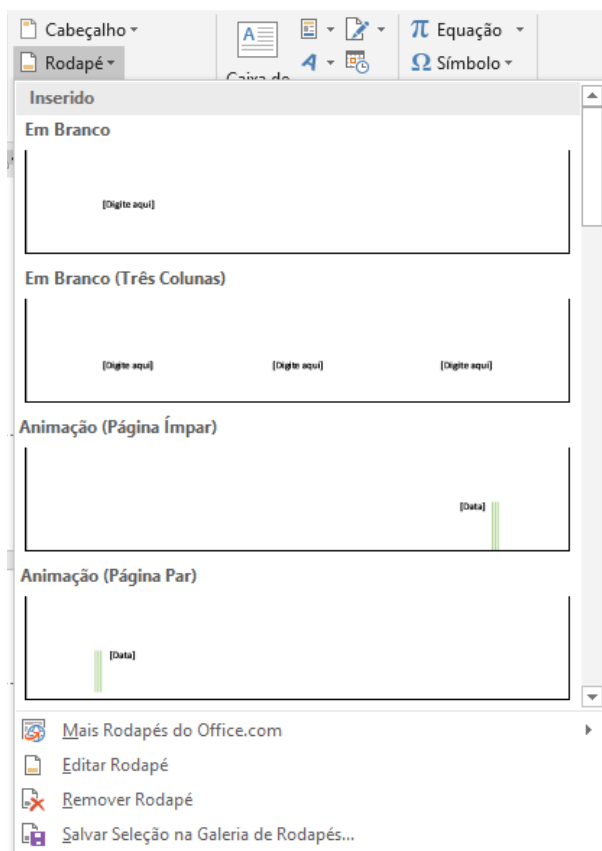 Cabeçalho
Equação
Rodapé
Símbolo
Caixa de
Inserido
Em Branco
[Digite aqui]
Em Branco (Três Colunas)
[Digite aqui] [Digite aqui] [Digite aqui]
Animação (Página Ímpar)
[Data]
Animação (Página Par)
[Data]
Mais Rodapés do Office.com
Editar Rodapé
Remover Rodapé
Salvar Seleção na Galeria de Rodapés...